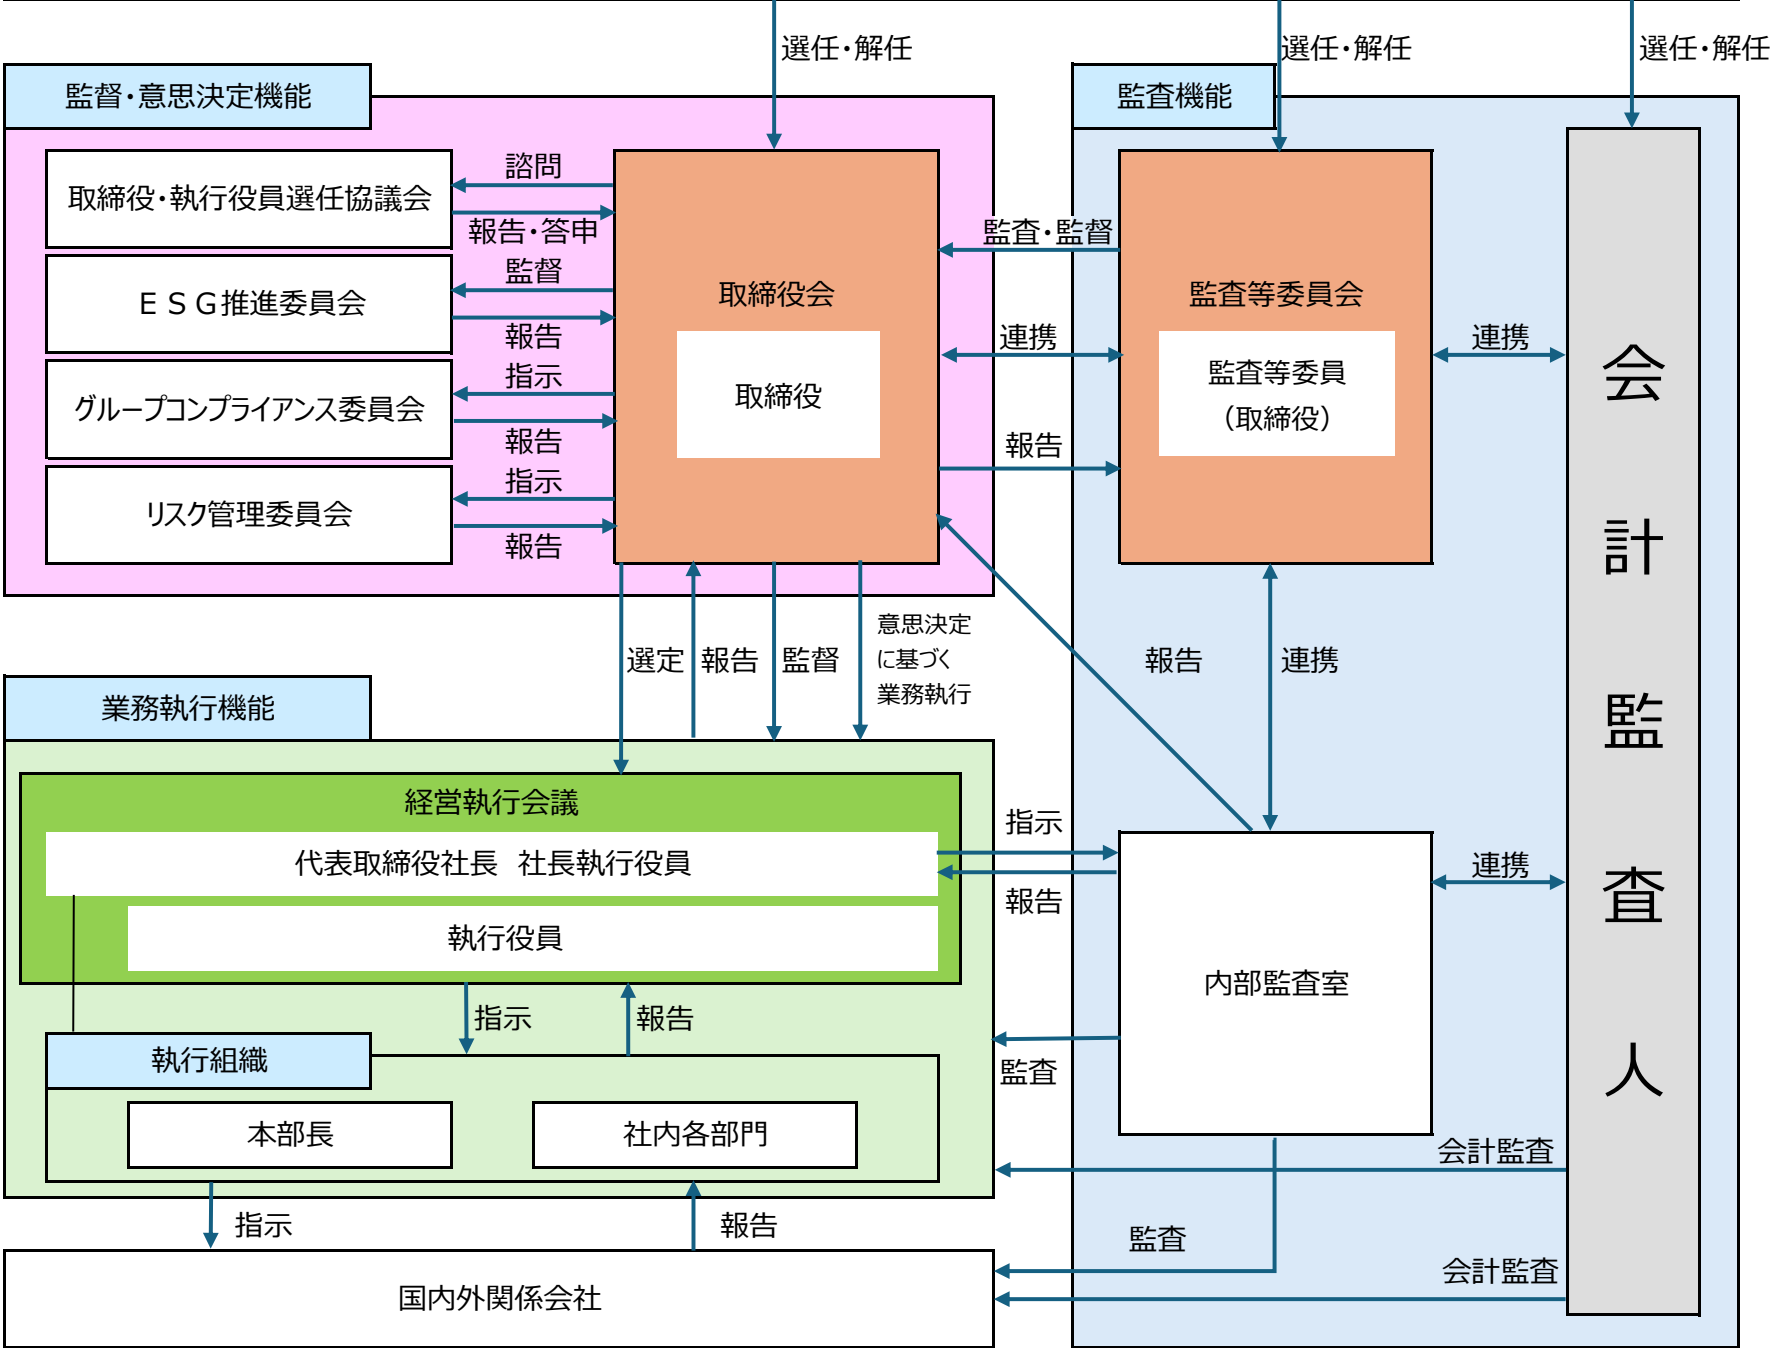 選任・解任
選任・解任
選任・解任
監督・意思決定機能
監査機能
取締役・執行役員選任協議会
諮問
報告・答申
ＥＳＧ推進委員会
監督
報告
グループコンプライアンス委員会
指示
報告
リスク管理委員会
指示
報告
取締役会
取締役
監査・監督
連携
報告
監査等委員会
監査等委員
（取締役）
連携
会
計
監
査
人
選定
報告
監督
意思決定
に基づく
業務執行
報告
連携
業務執行機能
経営執行会議
代表取締役社長　社長執行役員
執行役員
指示
報告
連携
内部監査室
指示
報告
監査
執行組織
本部長
社内各部門
会計監査
指示
報告
監査
会計監査
国内外関係会社